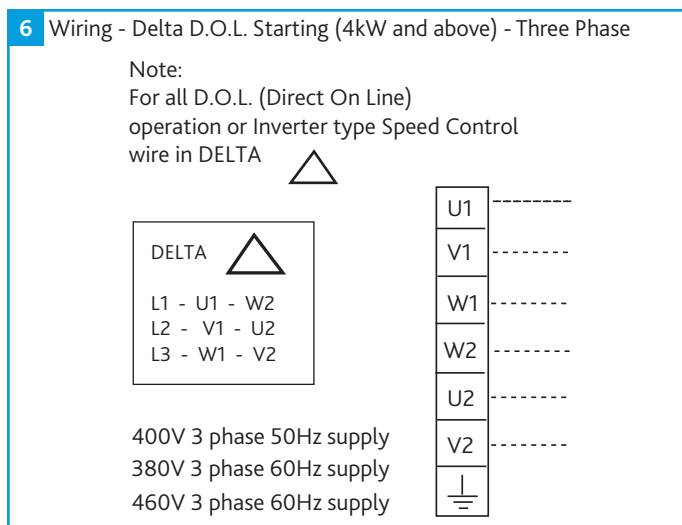 6 Wiring - Delta D.O.L. Starting (4kW and above) - Three Phase
Note:
For all D.O.L. (Direct On Line)
operation or Inverter type Speed Control
wire in DELTA
DELTA
L1 - U1 - W2
L2 - V1 - U2
L3 - W1 - V2
400V 3 phase 50Hz supply
380V 3 phase 60Hz supply
460V 3 phase 60Hz supply
U1
V1
W1
W2
U2
V2